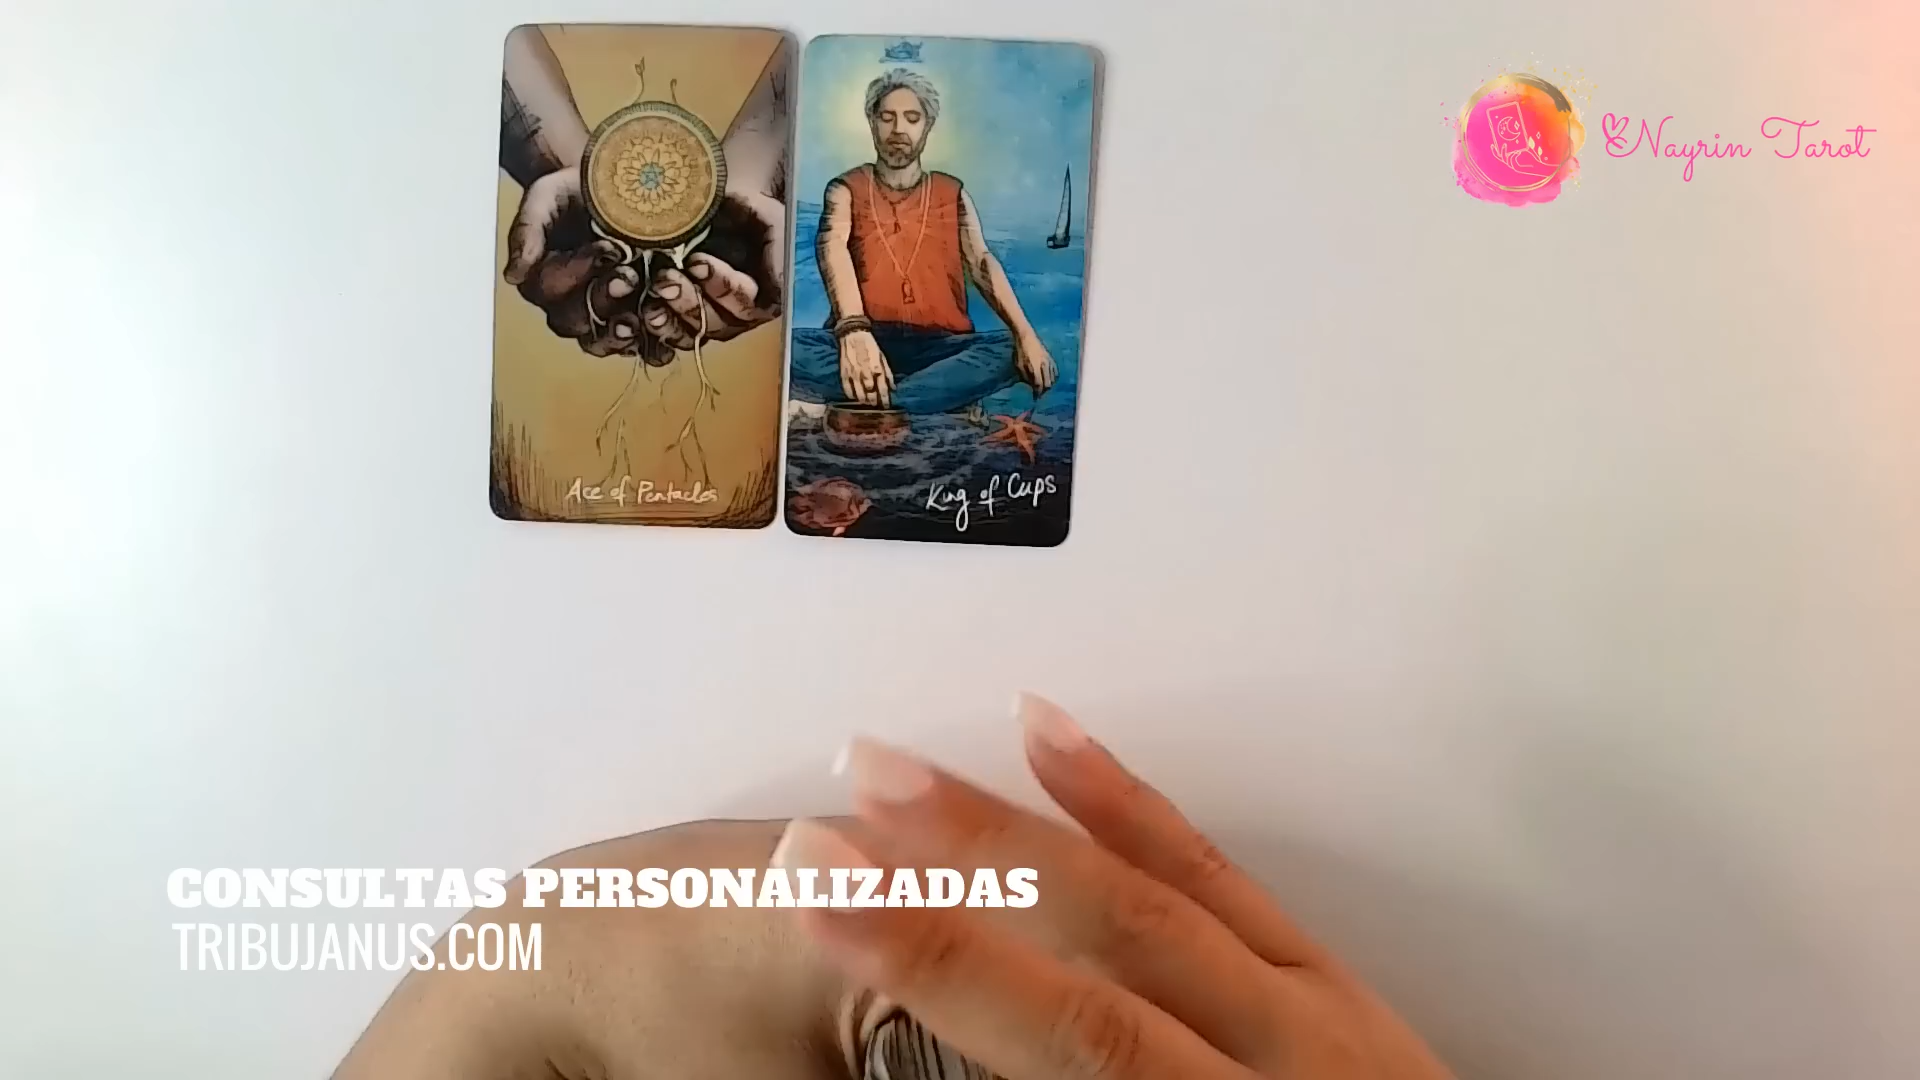 Nayrin Tarot
Ace of Pentacles
King of Cups
CONSULTAS PERSONALIZADAS
TRIBUJANUS.COM